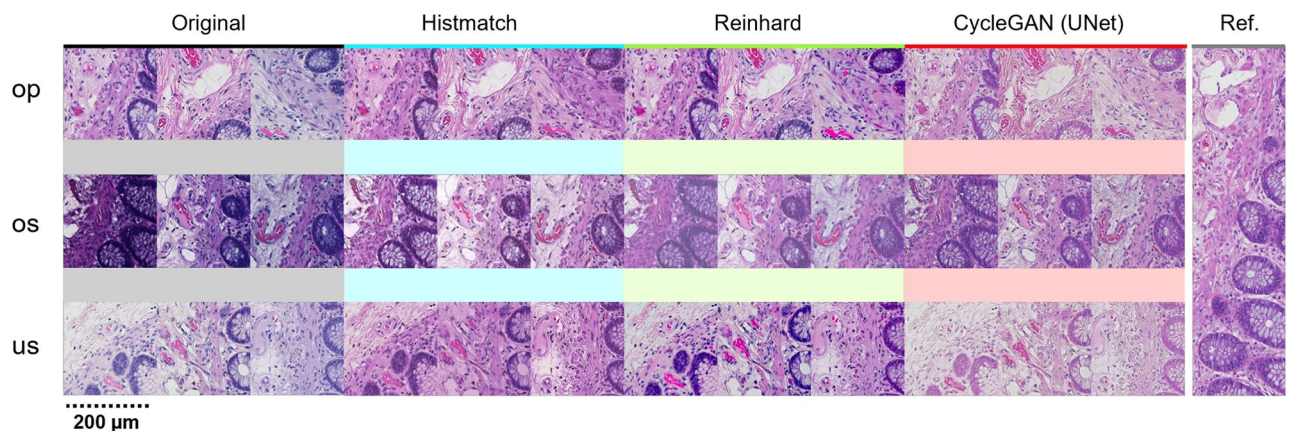 Original Histmatch Reinhard CycleGAN (UNet) Ref.
op
os
us
200 µm